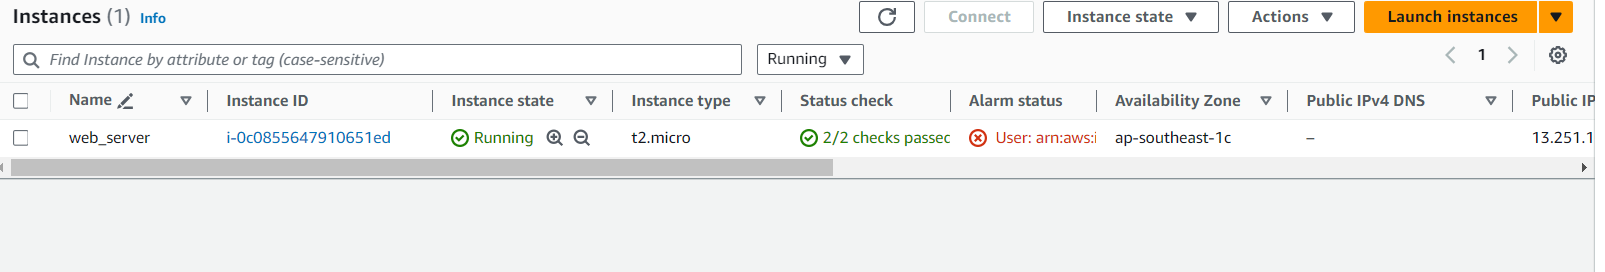 Instances (1) Info
Connect
Instance state
Actions
Launch instances
Find Instance by attribute or tag (case-sensitive)
Running
1
Name
Instance ID
Instance state
Instance type
Status check
Alarm status
Availability Zone
Public IPv4 DNS
Public IP
web_server
i-0c0855647910651ed
Running
t2.micro
2/2 checks passed
User: arn:aws:i
ap-southeast-1c
–
13.251.1